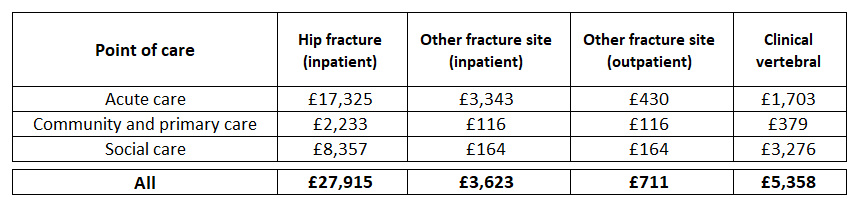 Point of care Hip fracture (inpatient) Other fracture site (inpatient) Other fracture site (outpatient) Clinical vertebral
Acute care £17,325 £3,343 £430 £1,703
Community and primary care £2,233 £116 £116 £379
Social care £8,357 £164 £164 £3,276
All £27,915 £3,623 £711 £5,358